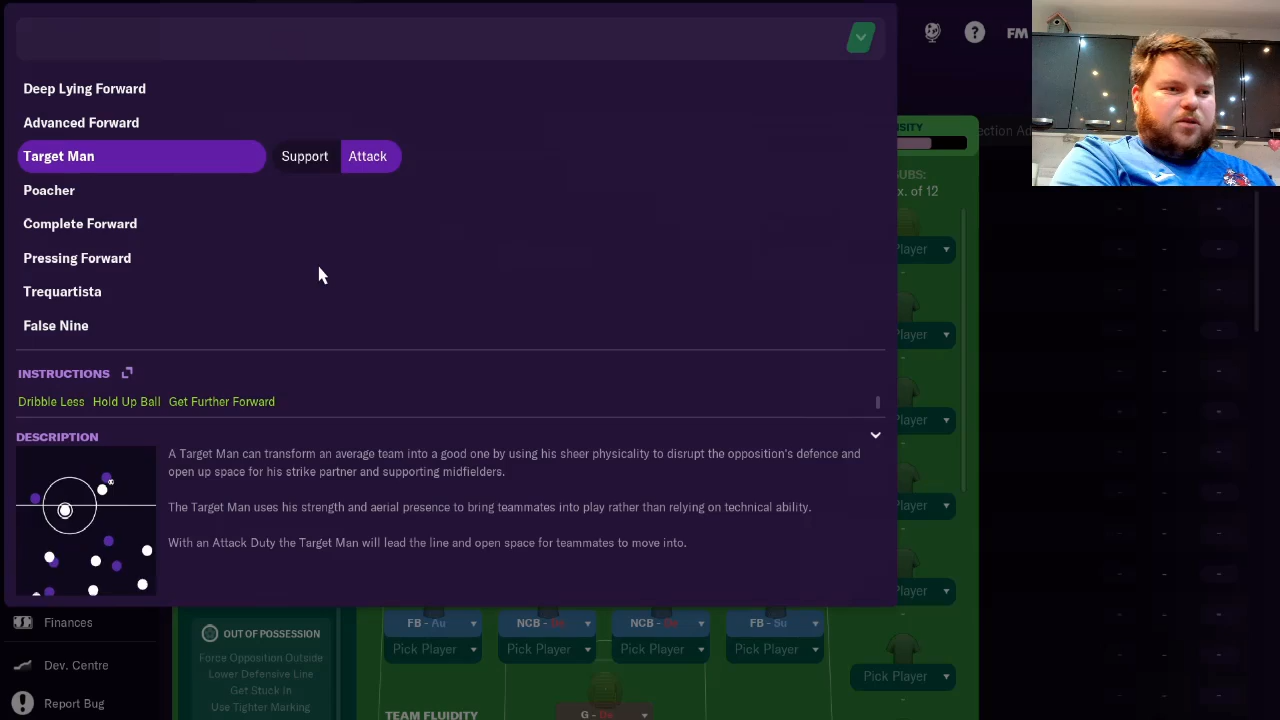 Deep Lying Forward
Advanced Forward
Target Man Support Attack
Poacher
Complete Forward
Pressing Forward
Trequartista
False Nine
INSTRUCTIONS
Dribble Less Hold Up Ball Get Further Forward
DESCRIPTION
A Target Man can transform an average team into a good one by using his sheer physicality to disrupt the opposition's defence and
open up space for his strike partner and supporting midfielders.
The Target Man uses his strength and aerial presence to bring teammates into play rather than relying on technical ability.
With an Attack Duty the Target Man will lead the line and open space for teammates to move into.
FM
SUBS:
x. of 12
Player
Player
Player
Player
Player
Pick Player
Finances
Dev. Centre
Report Bug
OUT OF POSSESSION
Force Opposition Outside
Lower Defensive Line
Get Stuck In
Use Tighter Marking
FB - Au NCB - De NCB - De FB - Su
Pick Player Pick Player Pick Player Pick Player
TEAM FLUIDITY
G - De